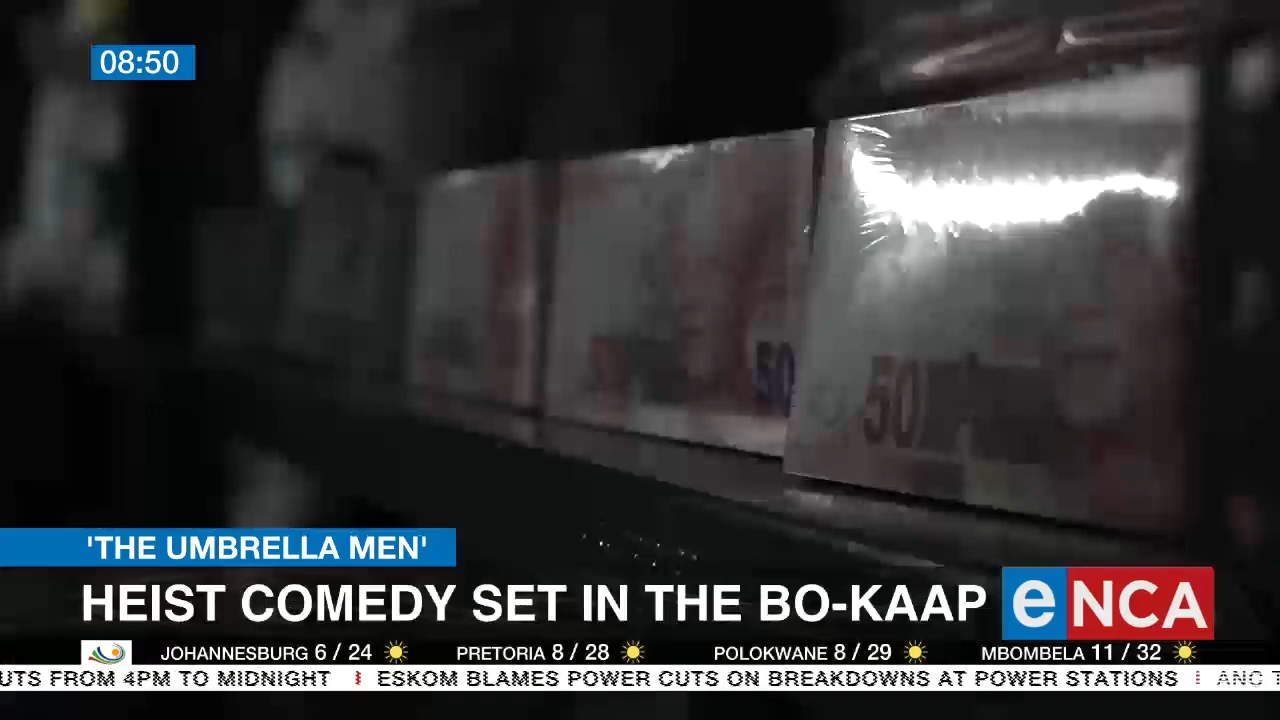 08:50
50
50
'THE UMBRELLA MEN'
HEIST COMEDY SET IN THE BO-KAAP
eNCA
JOHANNESBURG 6 / 24 PRETORIA 8 / 28 POLOKWANE 8 / 29 MBOMBELA 11 / 32
UTS FROM 4PM TO MIDNIGHT ESKOM BLAMES POWER CUTS ON BREAKDOWNS AT POWER STATIONS ANC